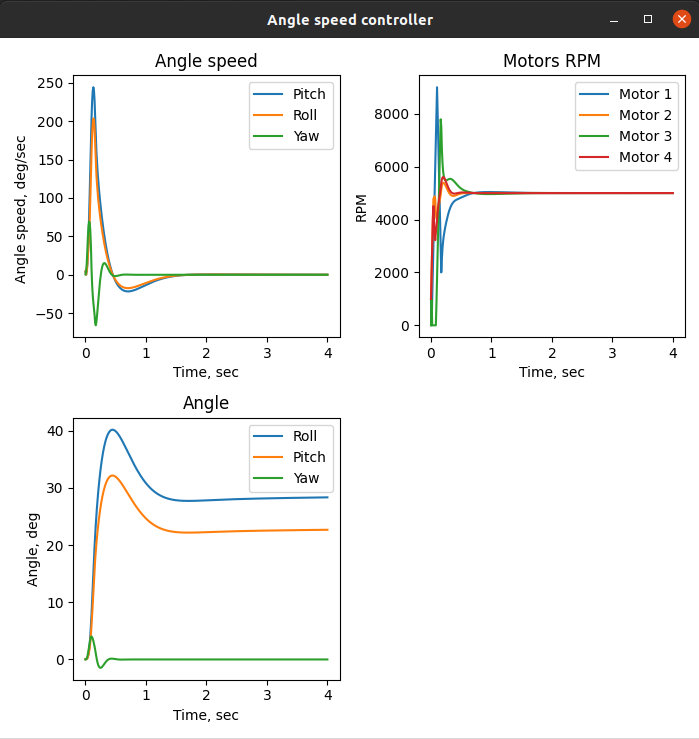 Angle speed controller
Angle speed
250
200
150
100
50
0
−50
Angle speed, deg/sec
Pitch
Roll
Yaw
0 1 2 3 4
Time, sec
Motors RPM
8000
6000
4000
2000
0
RPM
Motor 1
Motor 2
Motor 3
Motor 4
0 1 2 3 4
Time, sec
Angle
40
30
20
10
0
Angle, deg
Roll
Pitch
Yaw
0 1 2 3 4
Time, sec